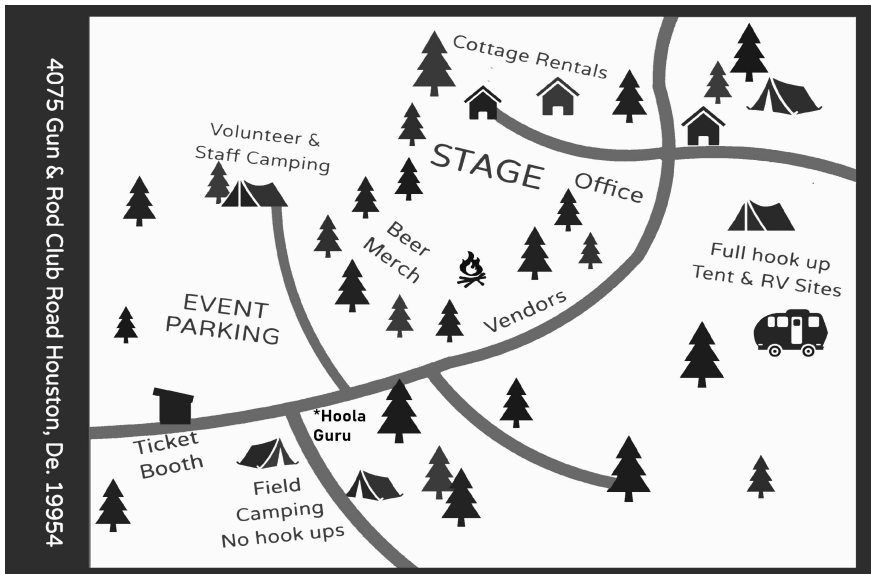 4075 Gun & Rod Club Road Houston, De. 19954
Cottage Rentals
Volunteer &
Staff Camping
STAGE
Office
Beer
Merch
Full hook up
Tent & RV Sites
EVENT
PARKING
Vendors
*Hoola
Guru
Ticket
Booth
Field
Camping
No hook ups